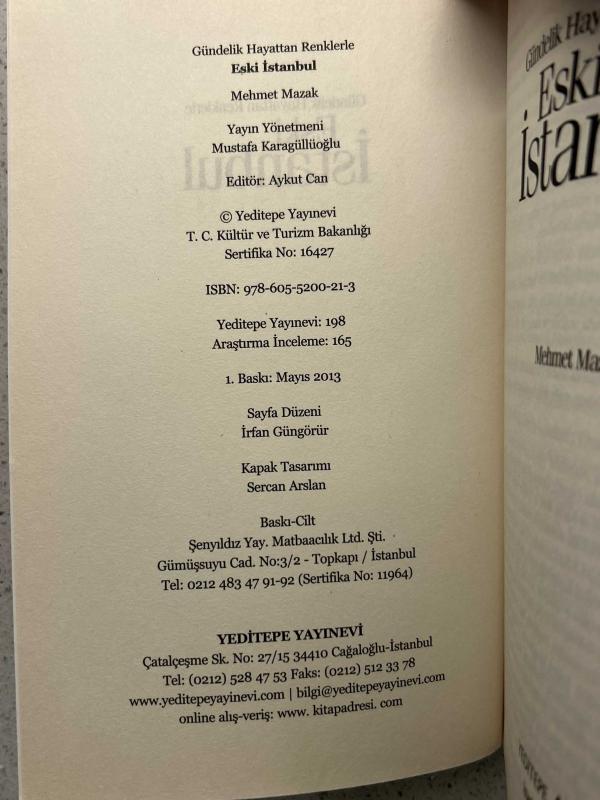 Gündelik Hayattan Renklerle
Eski İstanbul
Mehmet Mazak
Yayın Yönetmeni
Mustafa Karagüllüoğlu
Editör: Aykut Can
© Yeditepe Yayınevi
T. C. Kültür ve Turizm Bakanlığı
Sertifika No: 16427
ISBN: 978-605-5200-21-3
Yeditepe Yayınevi: 198
Araştırma İnceleme: 165
1. Baskı: Mayıs 2013
Sayfa Düzeni
İrfan Güngörür
Kapak Tasarımı
Sercan Arslan
Baskı-Cilt
Şenyıldız Yay. Matbaacılık Ltd. Şti.
Gümüşsuyu Cad. No:3/2 - Topkapı / İstanbul
Tel: 0212 483 47 91-92 (Sertifika No: 11964)
YEDİTEPE YAYINEVİ
Çatalçeşme Sk. No: 27/15 34410 Cağaloğlu-İstanbul
Tel: (0212) 528 47 53 Faks: (0212) 512 33 78
www.yeditepeyayinevi.com | bilgi@yeditepeyayinevi.com
online alış-veriş: www. kitapadresi. com
Gündelik Hay
Eski
İstan
Mehmet Maz